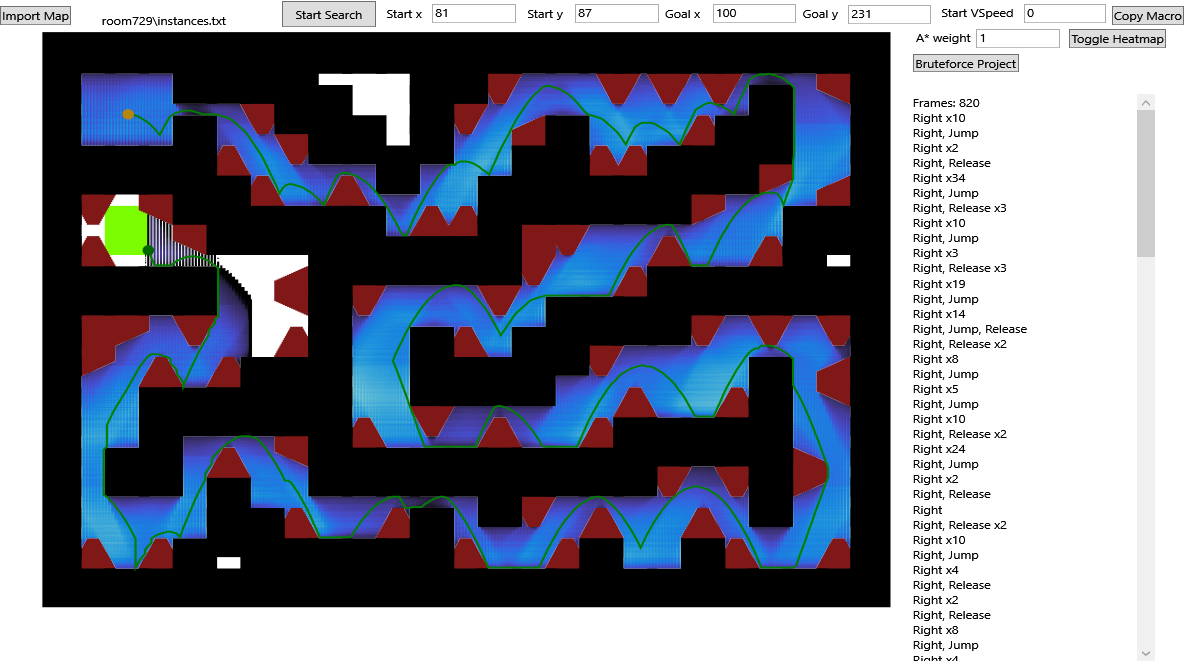 Import Map
room729\instances.txt
Start Search
Start x 81
Start y 87
Goal x 100
Goal y 231
Start VSpeed 0
Copy Macro
A* weight 1
Toggle Heatmap
Bruteforce Project
Frames: 820
Right x10
Right, Jump
Right x2
Right, Release
Right x34
Right, Jump
Right, Release x3
Right x10
Right, Jump
Right x3
Right, Release x3
Right x19
Right, Jump
Right x14
Right, Jump, Release
Right, Release x2
Right x8
Right, Jump
Right x5
Right, Jump
Right x10
Right, Release x2
Right x24
Right, Jump
Right x2
Right, Release
Right
Right, Release x2
Right x10
Right, Jump
Right x4
Right, Release
Right x2
Right, Release
Right x8
Right, Jump
Right x4